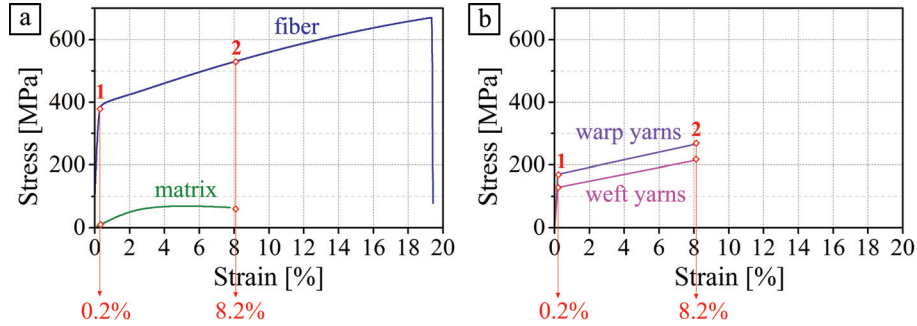 a
fiber
600
2
400
1
200
matrix
0
0 2 4 6 8 10 12 14 16 18 20
Stress [MPa]
Strain [%]
0.2%
8.2%
b
600
400
2
warp yarns
200
1
weft yarns
0
0 2 4 6 8 10 12 14 16 18 20
Stress [MPa]
Strain [%]
0.2%
8.2%